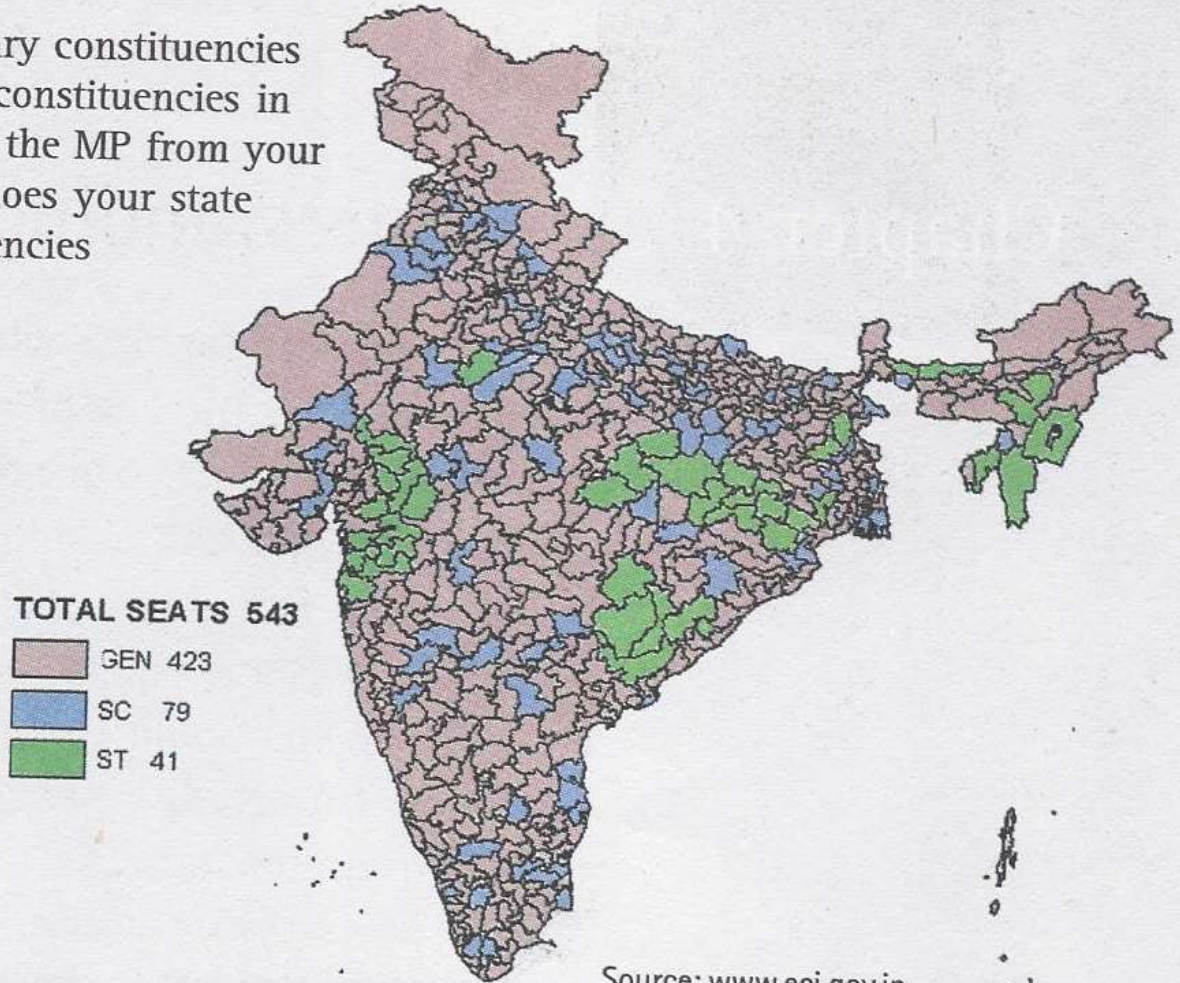 ry constituencies
constituencies in
the MP from your
oes your state
encies
TOTAL SEATS 543
GEN 423
SC 79
ST 41
Source: www.eci.gov.in